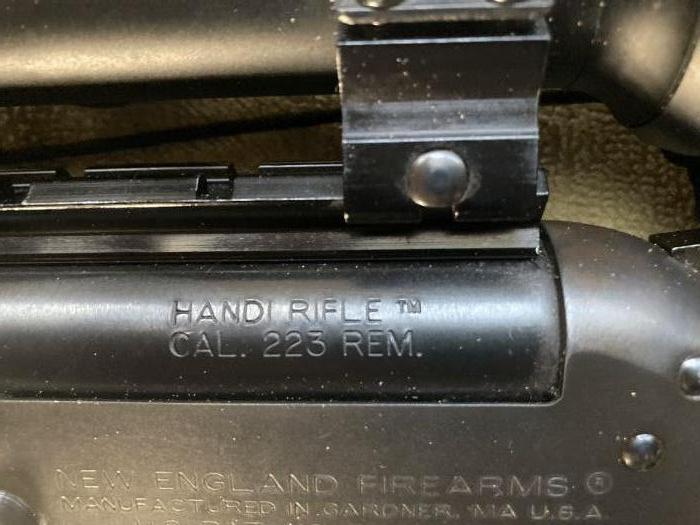 HANDI RIFLE ™
CAL. 223 REM.
NEW ENGLAND FIREARMS ®
MANUFACTURED IN GARDNER, MA U.S.A